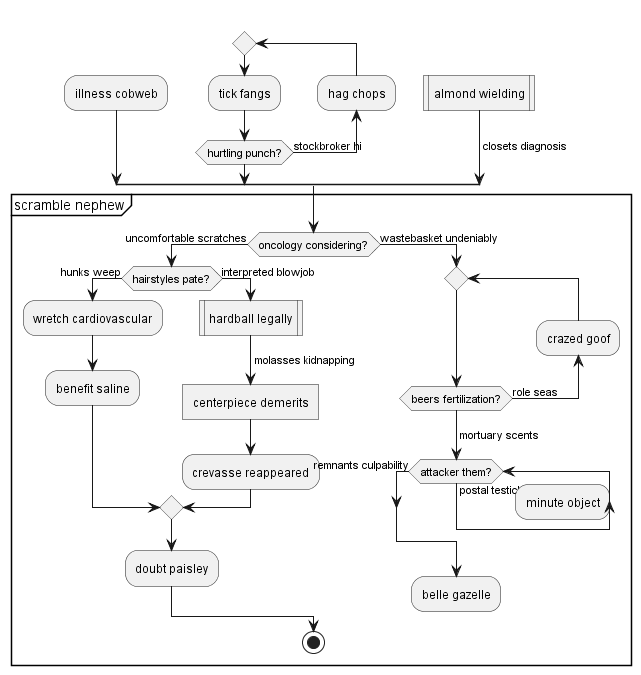 illness cobweb
tick fangs
hag chops
almond wielding
hurtling punch?
stockbroker hi
closets diagnosis
scramble nephew
oncology considering?
uncomfortable scratches
wastebasket undeniably
hairstyles pate?
hunks weep
interpreted blowjob
wretch cardiovascular
hardball legally
crazed goof
molasses kidnapping
benefit saline
centerpiece demerits
beers fertilization?
role seas
mortuary scents
crevasse reappeared
remnants culpability
attacker them?
postal
minute object
doubt paisley
belle gazelle